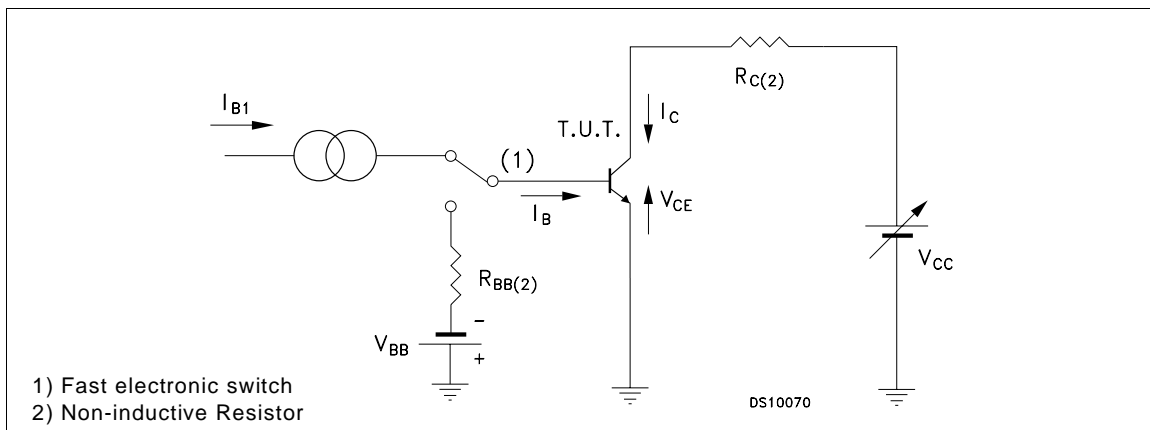 I_B1
T.U.T.
I_C
R_C(2)
(1)
I_B
V_CE
R_BB(2)
V_BB
-
+
V_CC
1) Fast electronic switch
2) Non-inductive Resistor
DS10070